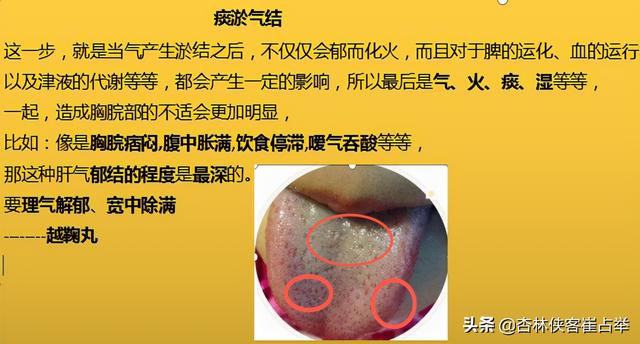 痰淤气结
这一步，就是当气产生淤结之后，不仅仅会郁而化火，而且对于脾的运化、血的运行
以及津液的代谢等等，都会产生一定的影响，所以最后是气、火、痰、湿等等，
一起，造成胸脘部的不适会更加明显，
比如：像是胸脘痞闷,腹中胀满,饮食停滞,嗳气吞酸等等，
那这种肝气郁结的程度是最深的。
要理气解郁、宽中除满
---------越鞠丸
头条 @杏林侠客崔占举